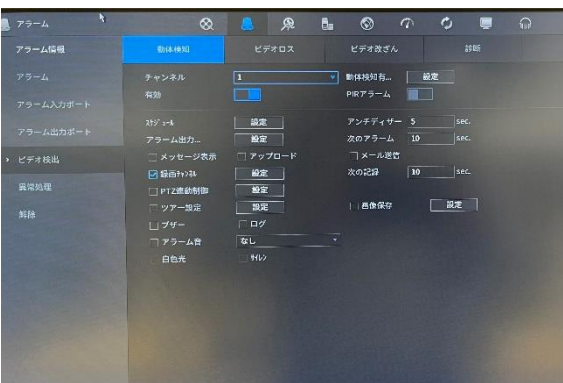 アラーム
アラーム情報
動体検知
ビデオロス
ビデオ改ざん
診断
アラーム
アラーム入力ポート
アラーム出力ポート
ビデオ検出
異常処理
解除
チャンネル 1 動体検知有... 設定
有効 PIRアラーム
スケジュール 設定 アンチディザー 5 sec.
アラーム出力... 設定 次のアラーム 10 sec.
メッセージ表示 アップロード メール送信
録画チャンネル 設定 次の記録 10 sec.
PTZ連動制御 設定
ツアー設定 設定 画像保存 設定
ブザー ログ
アラーム音 なし
白色光 サイレン